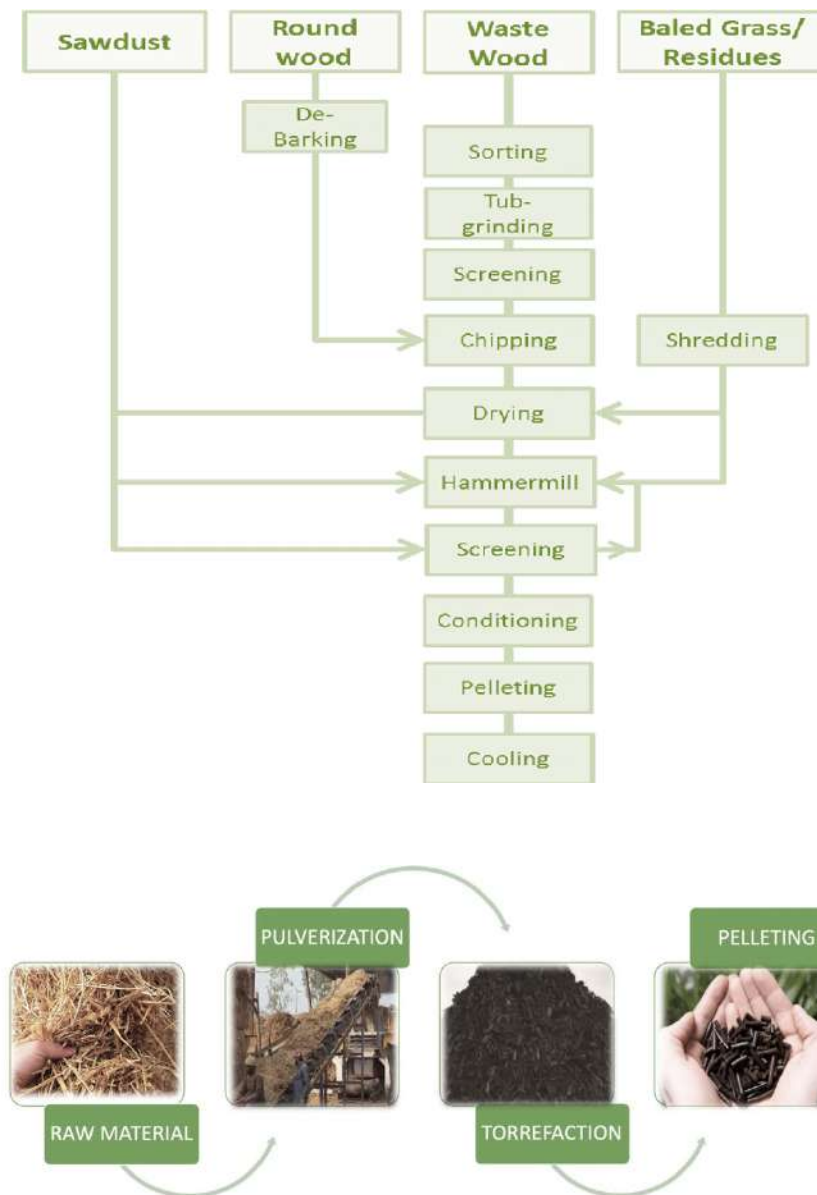 Sawdust
Round
wood
Waste
Wood
Baled Grass/
Residues
De-
Barking
Sorting
Tub-
grinding
Screening
Chipping
Shredding
Drying
Hammermill
Screening
Conditioning
Pelleting
Cooling
PULVERIZATION
PELLETING
RAW MATERIAL
TORREFACTION